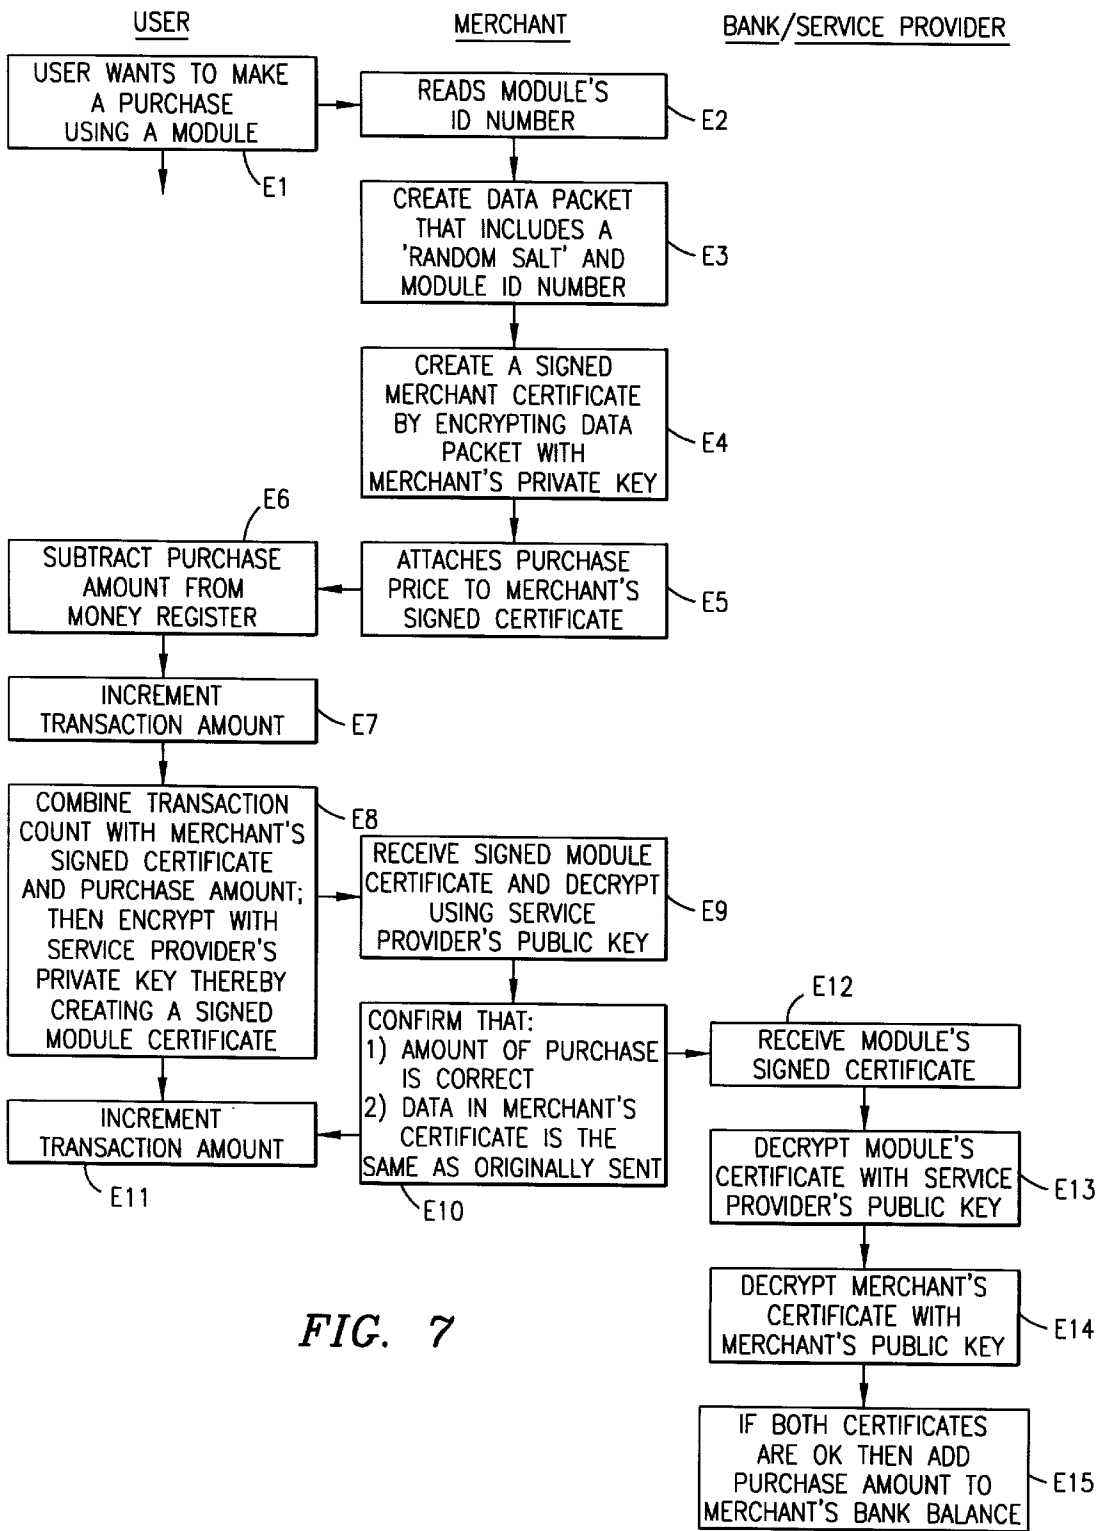 USER
MERCHANT
BANK/SERVICE PROVIDER
USER WANTS TO MAKE
A PURCHASE
USING A MODULE
E1
READS MODULE'S
ID NUMBER
E2
CREATE DATA PACKET
THAT INCLUDES A
'RANDOM SALT' AND
MODULE ID NUMBER
E3
CREATE A SIGNED
MERCHANT CERTIFICATE
BY ENCRYPTING DATA
PACKET WITH
MERCHANT'S PRIVATE KEY
E4
ATTACHES PURCHASE
PRICE TO MERCHANT'S
SIGNED CERTIFICATE
E5
E6
SUBTRACT PURCHASE
AMOUNT FROM
MONEY REGISTER
INCREMENT
TRANSACTION AMOUNT
E7
COMBINE TRANSACTION
COUNT WITH MERCHANT'S
SIGNED CERTIFICATE
AND PURCHASE AMOUNT;
THEN ENCRYPT WITH
SERVICE PROVIDER'S
PRIVATE KEY THEREBY
CREATING A SIGNED
MODULE CERTIFICATE
E8
RECEIVE SIGNED MODULE
CERTIFICATE AND DECRYPT
USING SERVICE
PROVIDER'S PUBLIC KEY
E9
CONFIRM THAT:
1) AMOUNT OF PURCHASE
IS CORRECT
2) DATA IN MERCHANT'S
CERTIFICATE IS THE
SAME AS ORIGINALLY SENT
E10
INCREMENT
TRANSACTION AMOUNT
E11
E12
RECEIVE MODULE'S
SIGNED CERTIFICATE
DECRYPT MODULE'S
CERTIFICATE WITH SERVICE
PROVIDER'S PUBLIC KEY
E13
DECRYPT MERCHANT'S
CERTIFICATE WITH
MERCHANT'S PUBLIC KEY
E14
IF BOTH CERTIFICATES
ARE OK THEN ADD
PURCHASE AMOUNT TO
MERCHANT'S BANK BALANCE
E15
FIG. 7